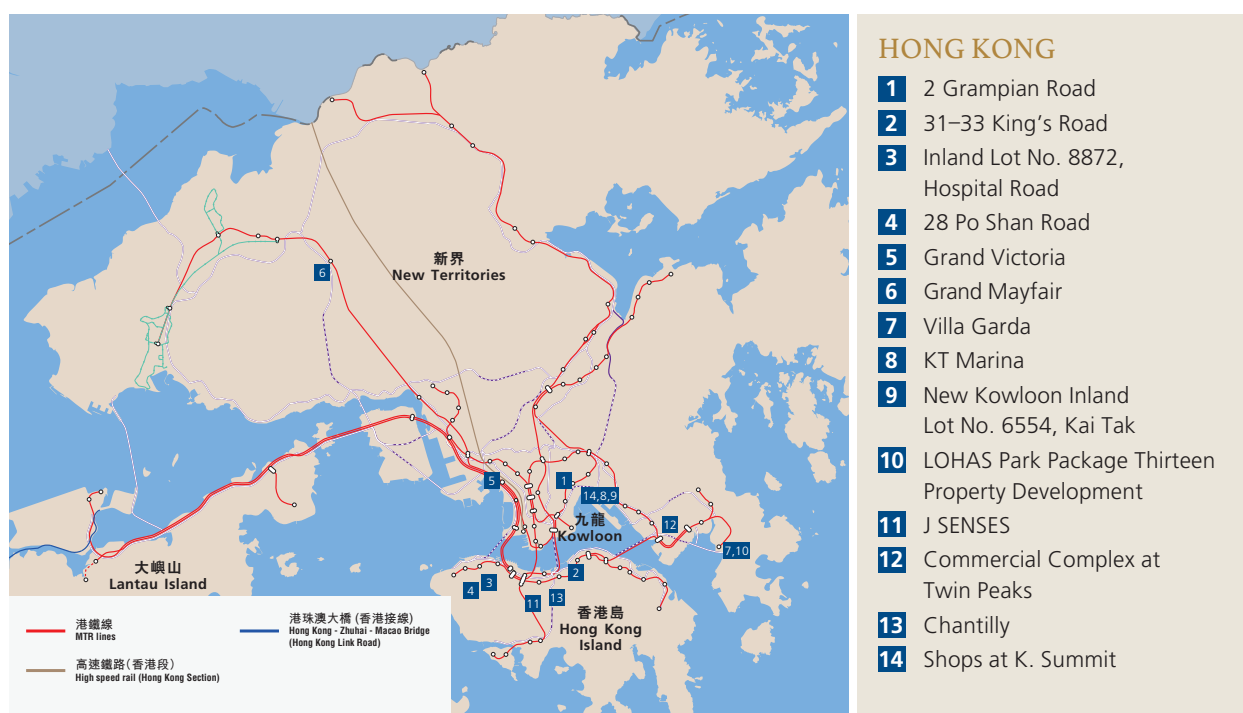 新界
New Territories
6
5
1
14,8,9
九龍
Kowloon
12
7,10
大嶼山
Lantau Island
4
3
2
11
13
香港島
Hong Kong
Island
港鐵線
MTR lines
港珠澳大橋 (香港接線)
Hong Kong - Zhuhai - Macao Bridge
(Hong Kong Link Road)
高速鐵路(香港段)
High speed rail (Hong Kong Section)
HONG KONG
1 2 Grampian Road
2 31–33 King's Road
3 Inland Lot No. 8872,
Hospital Road
4 28 Po Shan Road
5 Grand Victoria
6 Grand Mayfair
7 Villa Garda
8 KT Marina
9 New Kowloon Inland
Lot No. 6554, Kai Tak
10 LOHAS Park Package Thirteen
Property Development
11 J SENSES
12 Commercial Complex at
Twin Peaks
13 Chantilly
14 Shops at K. Summit